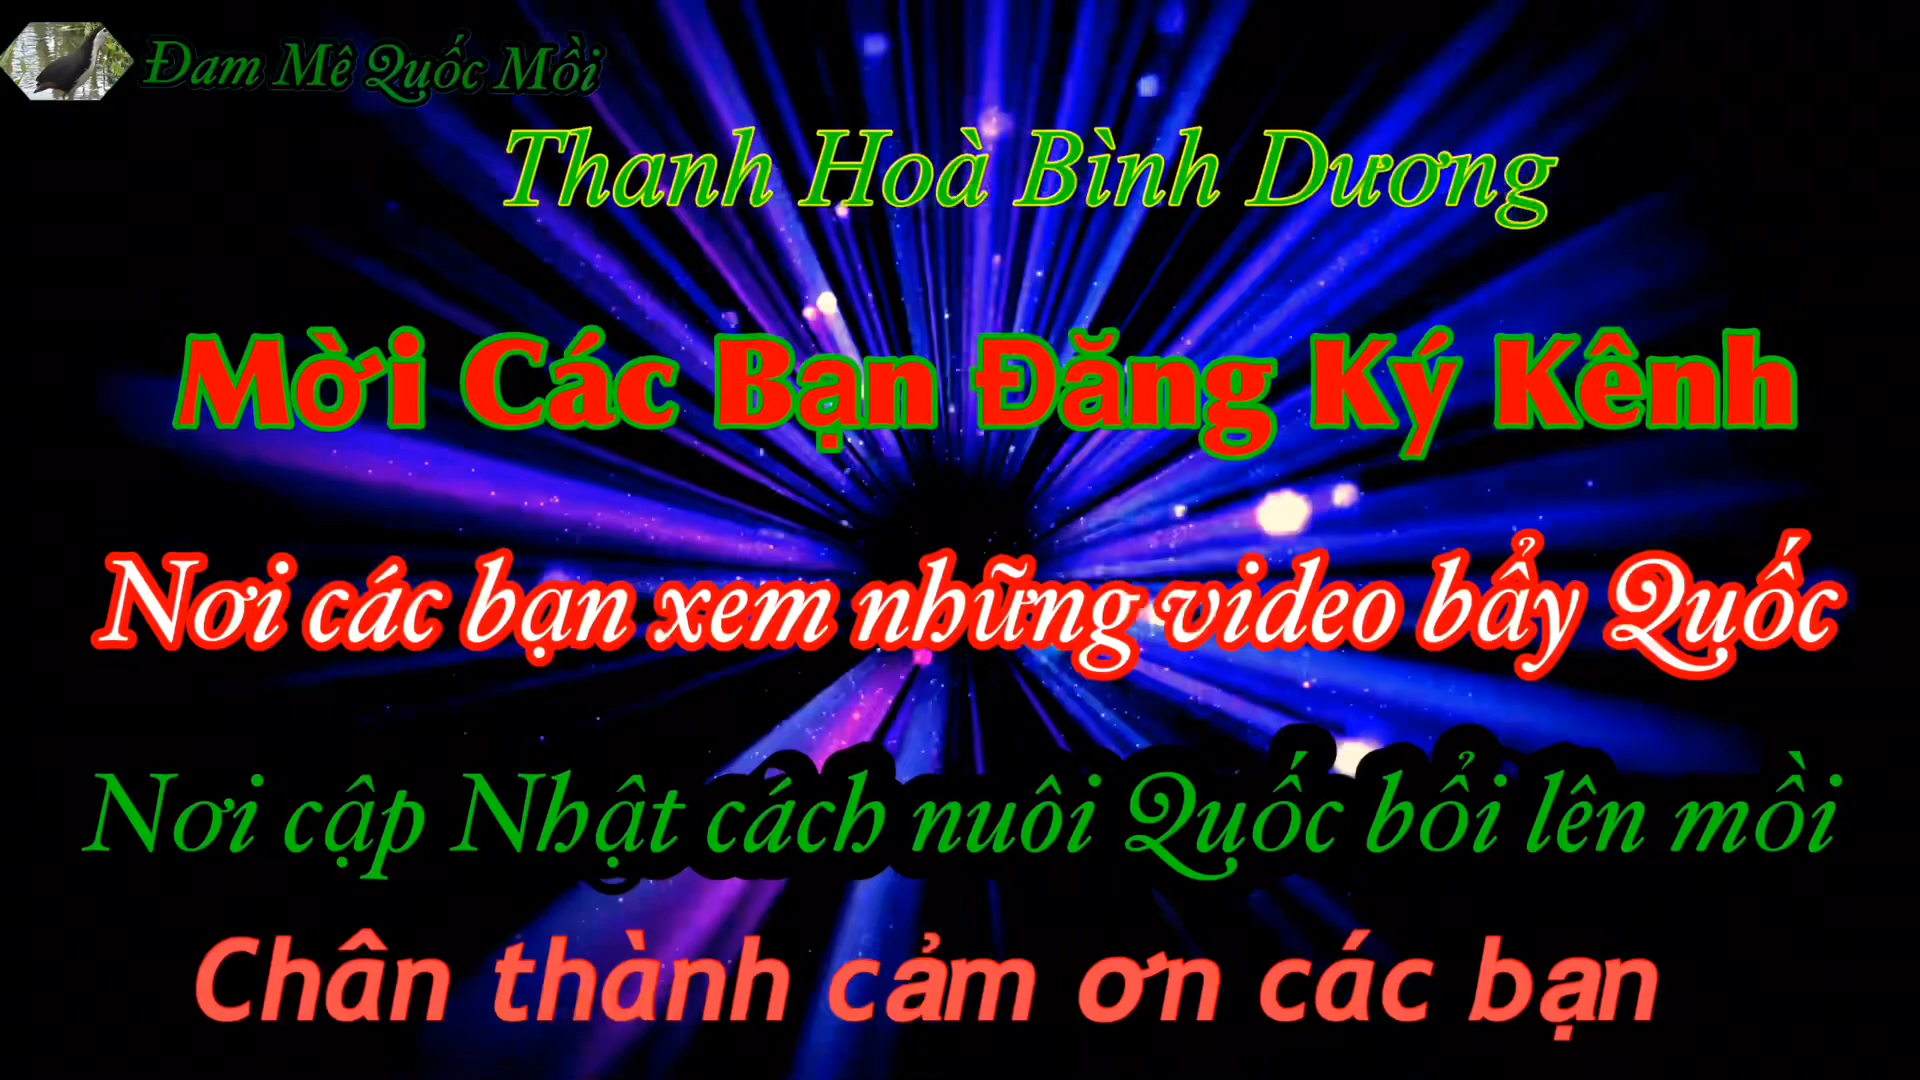 Đam Mê Quốc Mồi
Thanh Hoà Bình Dương
Mời Các Bạn Đăng Ký Kênh
Nơi các bạn xem những video bẩy Quốc
Nơi cập Nhật cách nuôi Quốc bổi lên mồi
Chân thành cảm ơn các bạn